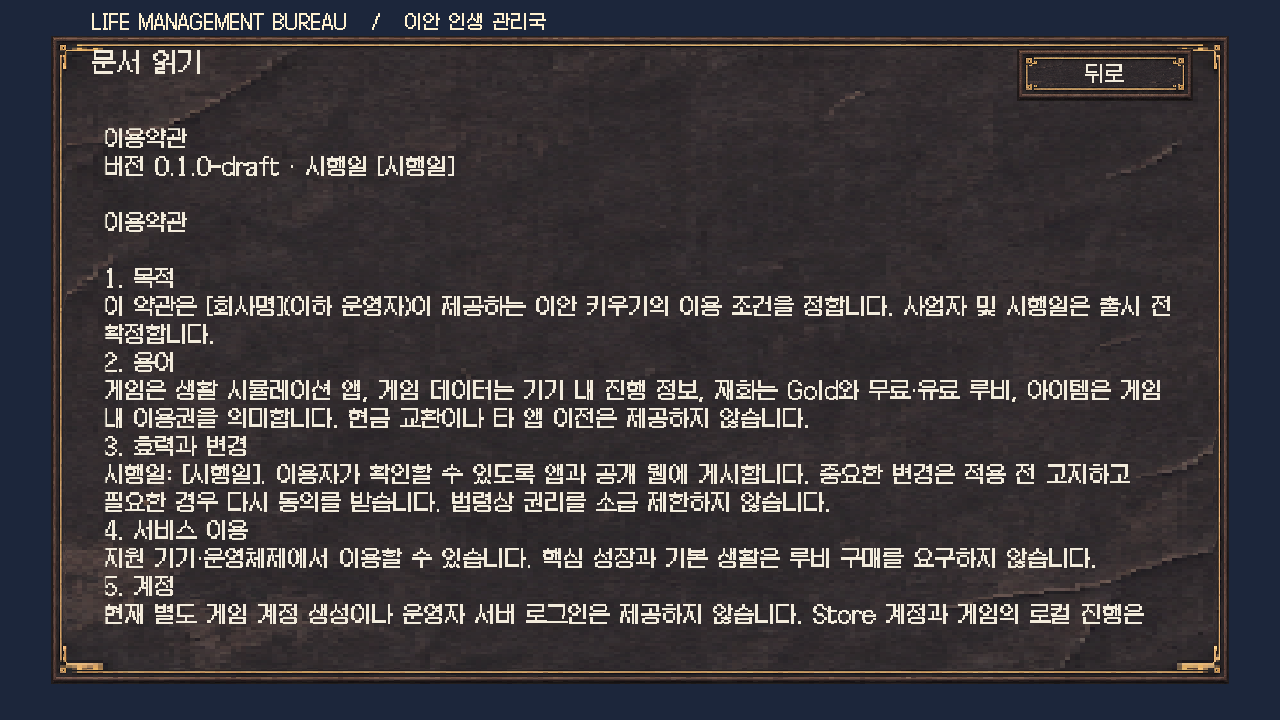 LIFE MANAGEMENT BUREAU / 이안 인생 관리국
문서 읽기
뒤로
이용약관
버전 0.1.0-draft · 시행일 [시행일]
이용약관
1. 목적
이 약관은 [회사명](이하 운영자)이 제공하는 이안 키우기의 이용 조건을 정합니다. 사업자 및 시행일은 출시 전
확정합니다.
2. 용어
게임은 생활 시뮬레이션 앱, 게임 데이터는 기기 내 진행 정보, 재화는 Gold와 무료·유료 루비, 아이템은 게임
내 이용권을 의미합니다. 현금 교환이나 타 앱 이전은 제공하지 않습니다.
3. 효력과 변경
시행일: [시행일]. 이용자가 확인할 수 있도록 앱과 공개 웹에 게시합니다. 중요한 변경은 적용 전 고지하고
필요한 경우 다시 동의를 받습니다. 법령상 권리를 소급 제한하지 않습니다.
4. 서비스 이용
지원 기기·운영체제에서 이용할 수 있습니다. 핵심 성장과 기본 생활은 루비 구매를 요구하지 않습니다.
5. 계정
현재 별도 게임 계정 생성이나 운영자 서버 로그인은 제공하지 않습니다. Store 계정과 게임의 로컬 진행은